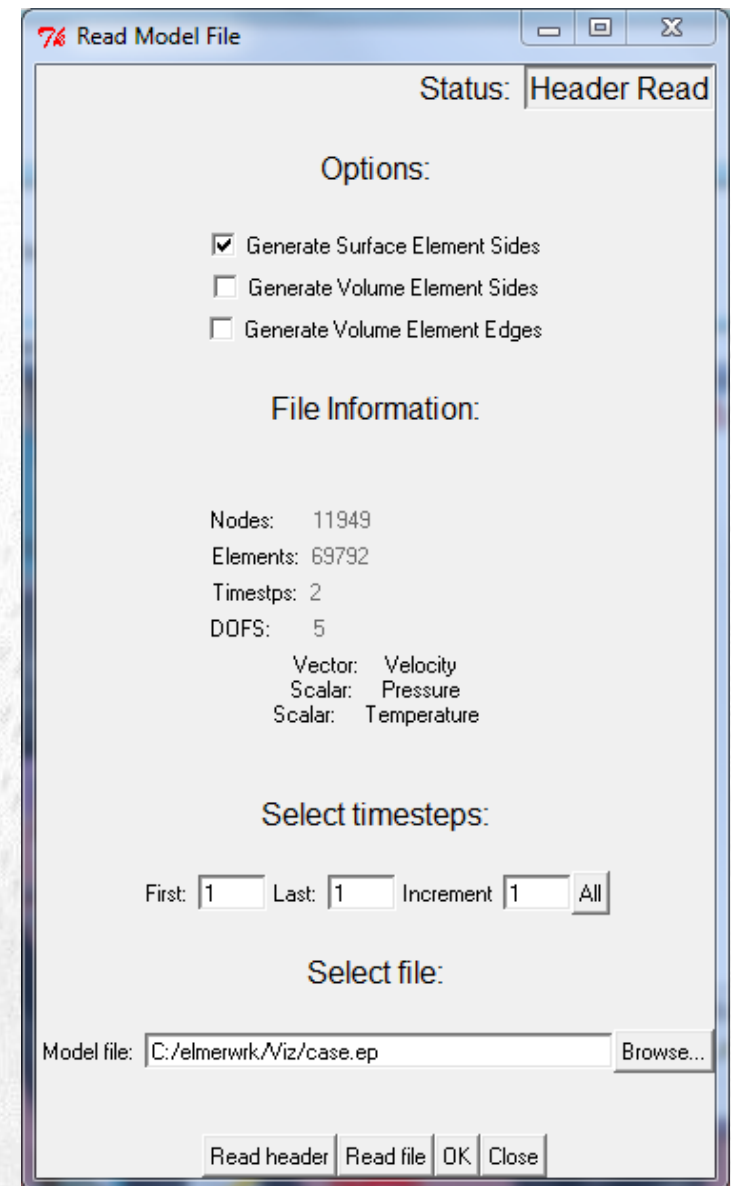 Read Model File
Status: Header Read
Options:
Generate Surface Element Sides
Generate Volume Element Sides
Generate Volume Element Edges
File Information:
Nodes: 11949
Elements: 69792
Timestps: 2
DOFS: 5
Vector: Velocity
Scalar: Pressure
Scalar: Temperature
Select timesteps:
First: 1 Last: 1 Increment 1 All
Select file:
Model file: C:/elmerwrk/Viz/case.ep Browse...
Read header Read file OK Close